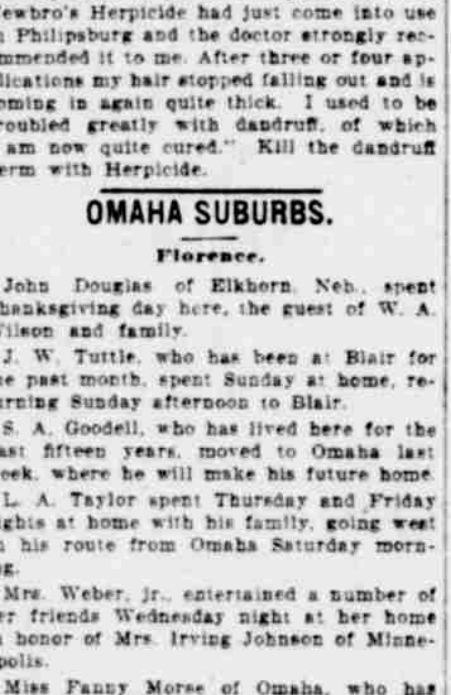 ewbro's Herpicide had just come into use
n Philipsburg and the doctor strongly rec-
mmended it to me. After three or four ap-
lications my hair stopped falling out and is
oming in again quite thick. I used to be
roubled greatly with dandruff, of which
am now quite cured." Kill the dandruff
erm with Herpicide.
OMAHA SUBURBS.
Florence.
John Douglas of Elkhorn, Neb., spent
hanksgiving day here, the guest of W. A.
Wilson and family.
J. W. Tuttle, who has been at Blair for
he past month, spent Sunday at home, re-
urning Sunday afternoon to Blair.
S. A. Goodell, who has lived here for the
ast fifteen years, moved to Omaha last
eek, where he will make his future home.
L. A. Taylor spent Thursday and Friday
ights at home with his family, going west
n his route from Omaha Saturday morn-
g.
Mrs. Weber, jr., entertained a number of
er friends Wednesday night at her home
n honor of Mrs. Irving Johnson of Minne-
polis.
Miss Fanny Morse of Omaha, who has